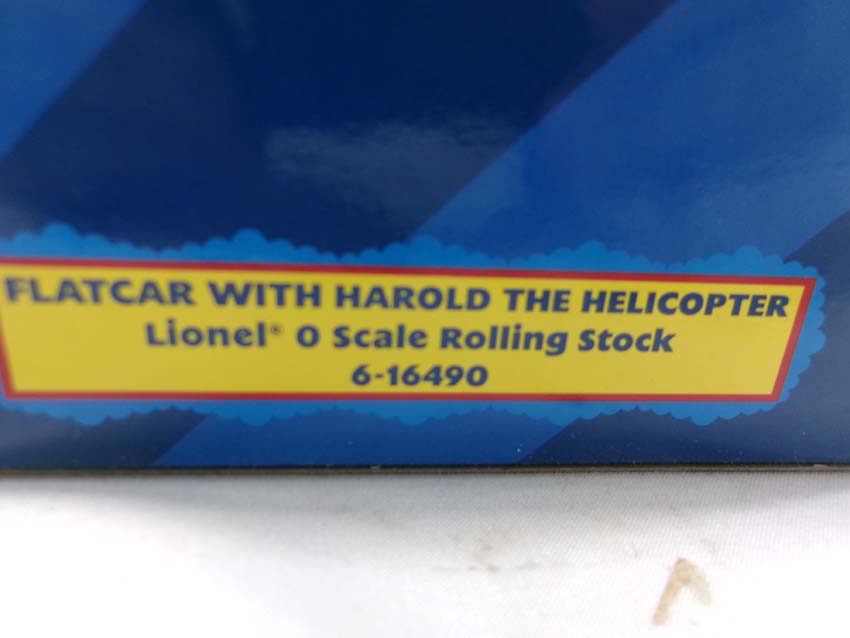 FLATCAR WITH HAROLD THE HELICOPTER
Lionel® O Scale Rolling Stock
6-16490